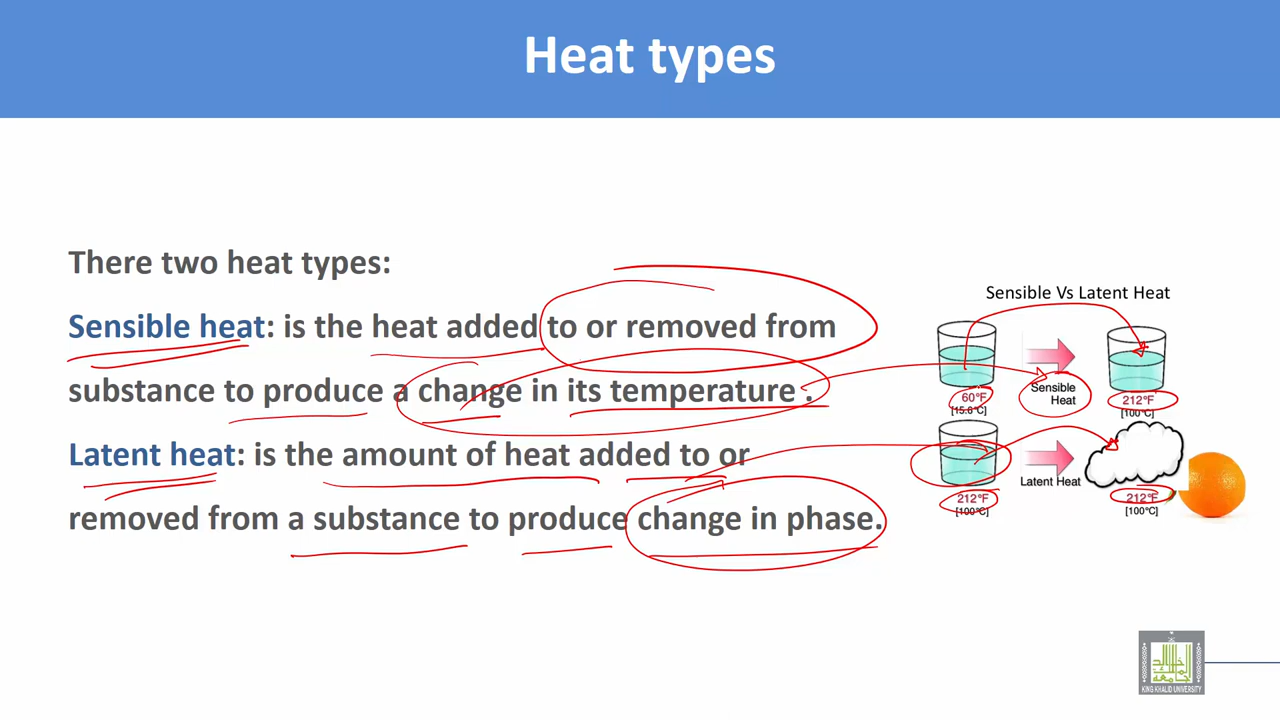 Heat types
There two heat types:
Sensible heat: is the heat added to or removed from
substance to produce a change in its temperature .
Latent heat: is the amount of heat added to or
removed from a substance to produce change in phase.
Sensible Vs Latent Heat
60°F
[15.6°C]
Sensible
Heat
212°F
[100°C]
212°F
[100°C]
Latent Heat
212°F
[100°C]
KING KHALID UNIVERSITY